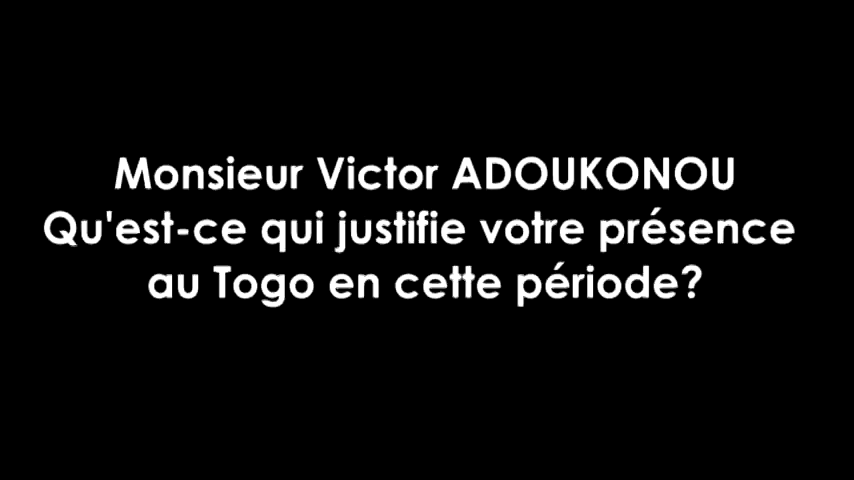 Monsieur Victor ADOUKONOU
Qu'est-ce qui justifie votre présence
au Togo en cette période?